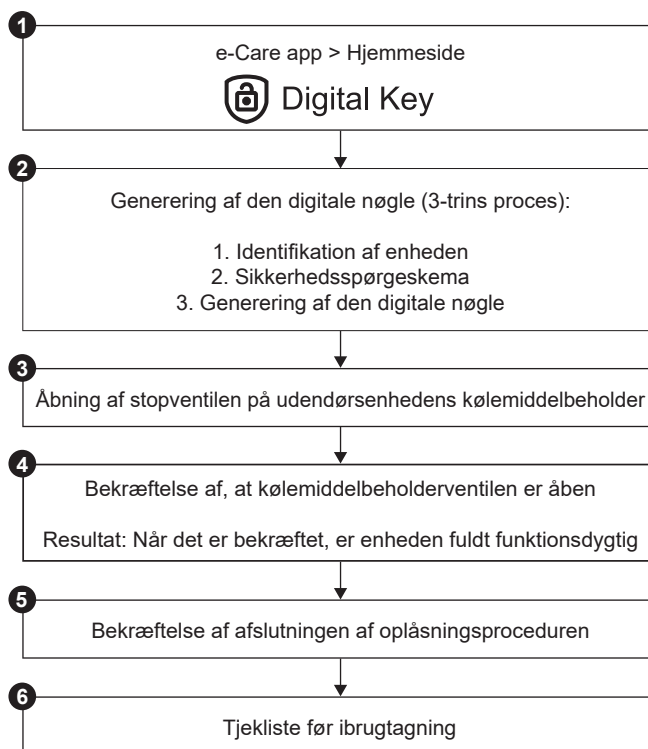 1
e-Care app > Hjemmeside
Digital Key
2
Generering af den digitale nøgle (3-trins proces):
1. Identifikation af enheden
2. Sikkerhedsspørgeskema
3. Generering af den digitale nøgle
3
Åbning af stopventilen på udendørsenhedens kølemiddelbeholder
4
Bekræftelse af, at kølemiddelbeholderventilen er åben
Resultat: Når det er bekræftet, er enheden fuldt funktionsdygtig
5
Bekræftelse af afslutningen af oplåsningsproceduren
6
Tjekliste før ibrugtagning